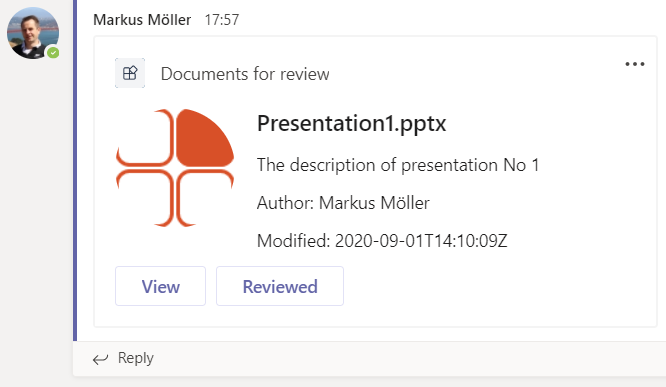 Markus Möller 17:57
Documents for review
Presentation1.pptx
The description of presentation No 1
Author: Markus Möller
Modified: 2020-09-01T14:10:09Z
View Reviewed
Reply